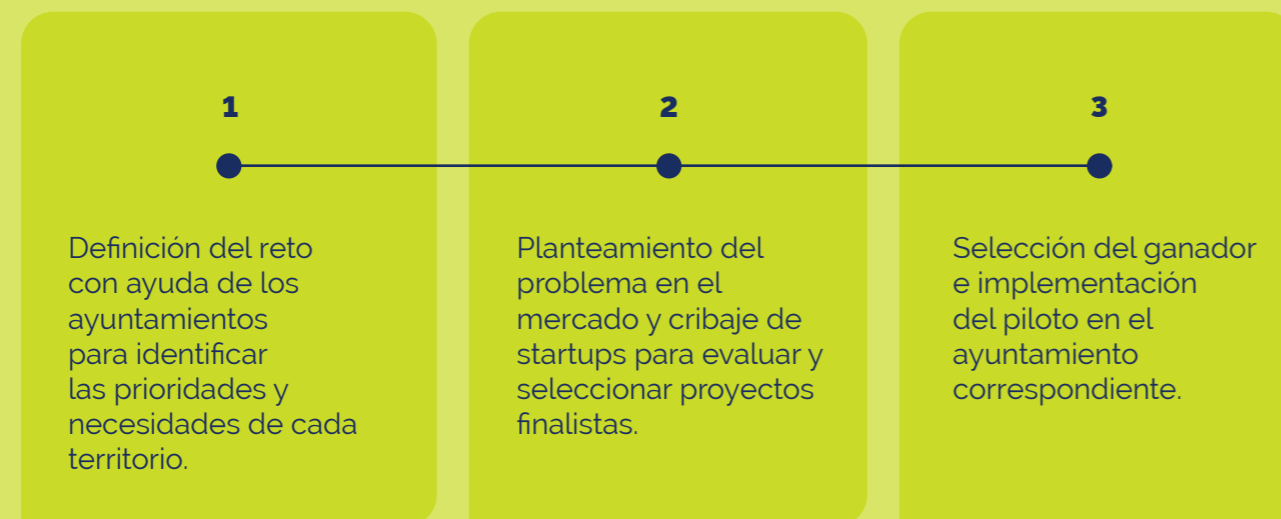 1
Definición del reto
con ayuda de los
ayuntamientos
para identificar
las prioridades y
necesidades de cada
territorio.
2
Planteamiento del
problema en el
mercado y cribaje de
startups para evaluar y
seleccionar proyectos
finalistas.
3
Selección del ganador
e implementación
del piloto en el
ayuntamiento
correspondiente.